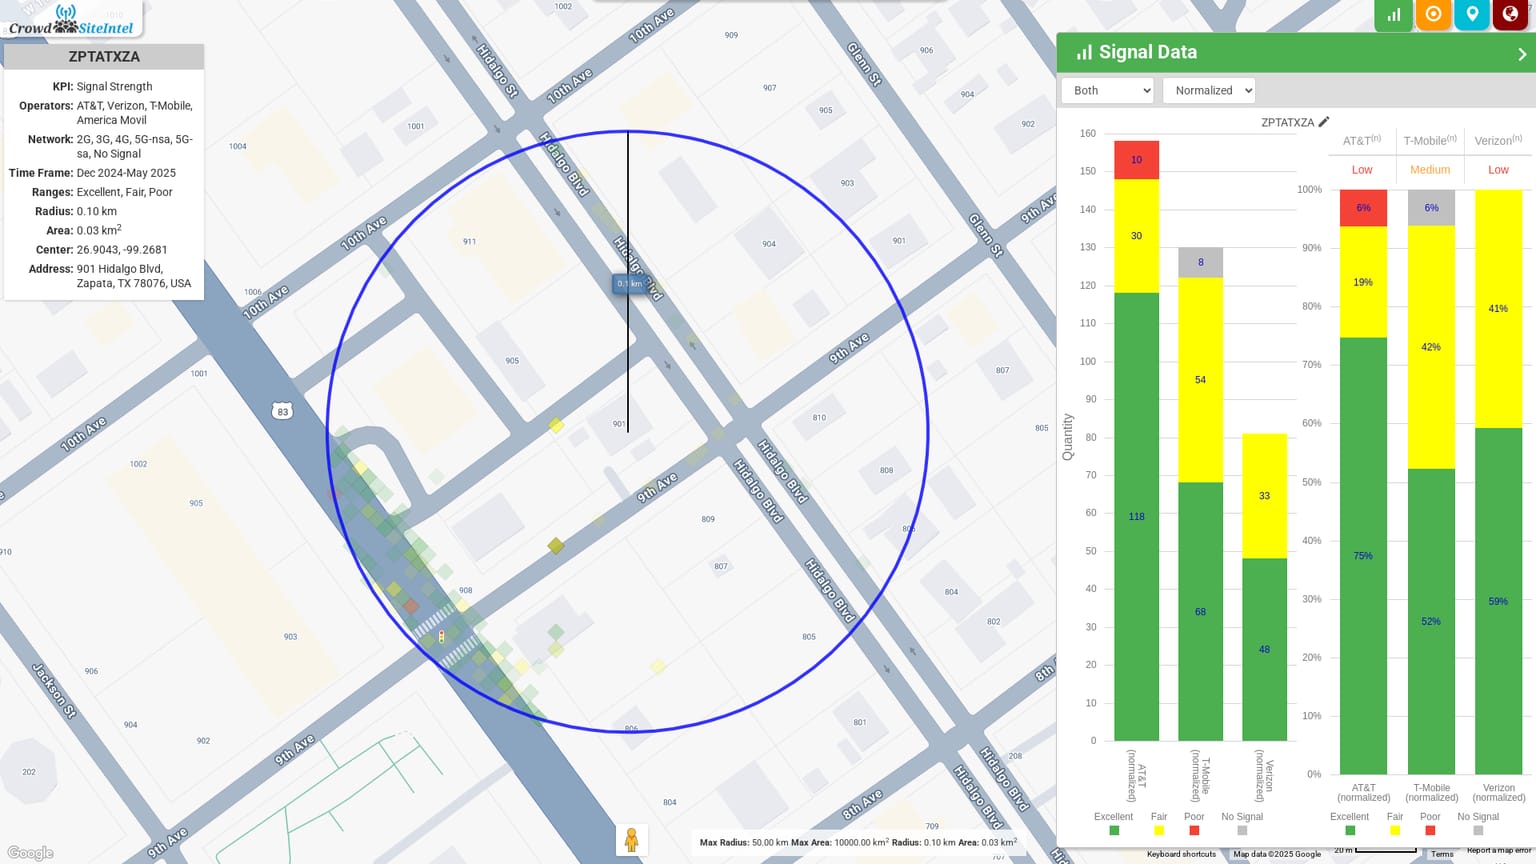 Crowd SiteIntel
ZPTATXZA
KPI: Signal Strength
Operators: AT&T, Verizon, T-Mobile,
America Movil
Network: 2G, 3G, 4G, 5G-nsa, 5G-
sa, No Signal
Time Frame: Dec 2024-May 2025
Ranges: Excellent, Fair, Poor
Radius: 0.10 km
Area: 0.03 km2
Center: 26.9043, -99.2681
Address: 901 Hidalgo Blvd,
Zapata, TX 78076, USA
1010
1002
10th Ave
909
Hidalgo St
Glenn St
906
10th Ave
907
904
905
902
1001
1004
Hidalgo Blvd
903
9th Ave
10th Ave
911
904
901
Glenn St
Hidalgo Blvd
0.1 km
1006
10th Ave
905
9th Ave
1001
807
83
901
810
805
10th Ave
1002
Hidalgo Blvd
Hidalgo Blvd
808
905
9th Ave
809
910
807
Hidalgo Blvd
908
804
802
903
805
906
8th Ave
Jackson St
904
806
801
902
9th Ave
208
202
Hidalgo Blvd
Hidalgo Blvd
804
8th Ave
709
9th Ave
Google
Max Radius: 50.00 km Max Area: 10000.00 km2 Radius: 0.10 km Area: 0.03 km2
Keyboard shortcuts
Map data ©2025 Google
20 m
Terms
Report a map error
Signal Data
Both
Normalized
ZPTATXZA
Quantity
160
150
140
130
120
110
100
90
80
70
60
50
40
30
20
10
0
10
30
118
8
54
68
33
48
AT&T
(normalized)
T-Mobile
(normalized)
Verizon
(normalized)
Excellent Fair Poor No Signal
AT&T(n) T-Mobile(n) Verizon(n)
Low Medium Low
100%
90%
80%
70%
60%
50%
40%
30%
20%
10%
0%
6%
19%
75%
6%
42%
52%
41%
59%
AT&T
(normalized)
T-Mobile
(normalized)
Verizon
(normalized)
Excellent Fair Poor No Signal